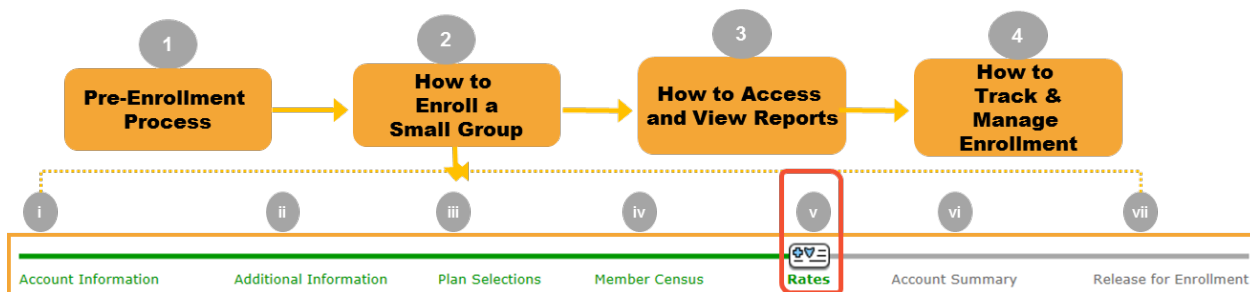 1
2
3
4
Pre-Enrollment
Process
How to
Enroll a
Small Group
How to Access
and View Reports
How to
Track &
Manage
Enrollment
i
ii
iii
iv
v
vi
vii
Account Information
Additional Information
Plan Selections
Member Census
Rates
Account Summary
Release for Enrollment